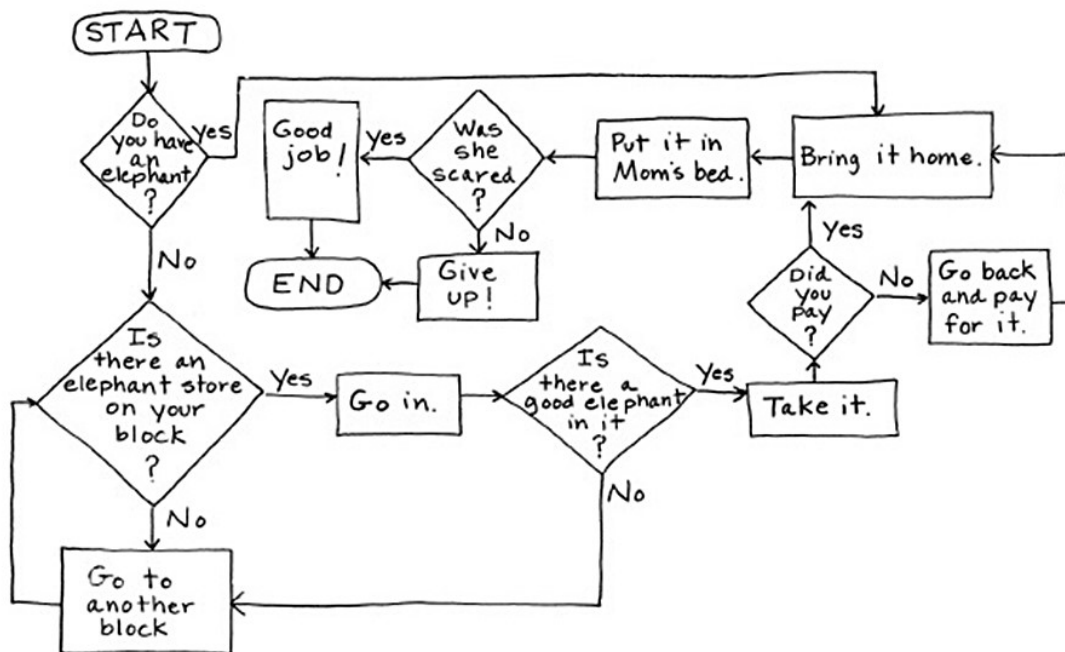 START
Do
you have
an
elephant
?
Yes
No
Good
job!
Yes
Was
she
scared
?
No
Put it in
Mom's bed.
Bring it home.
END
Give
up!
Yes
Did
you
pay
?
No
Go back
and pay
for it.
Is
there an
elephant store
on your
block
?
Yes
Go in.
Is
there a
good elephant
in it
?
Yes
Take it.
No
No
Go to
another
block